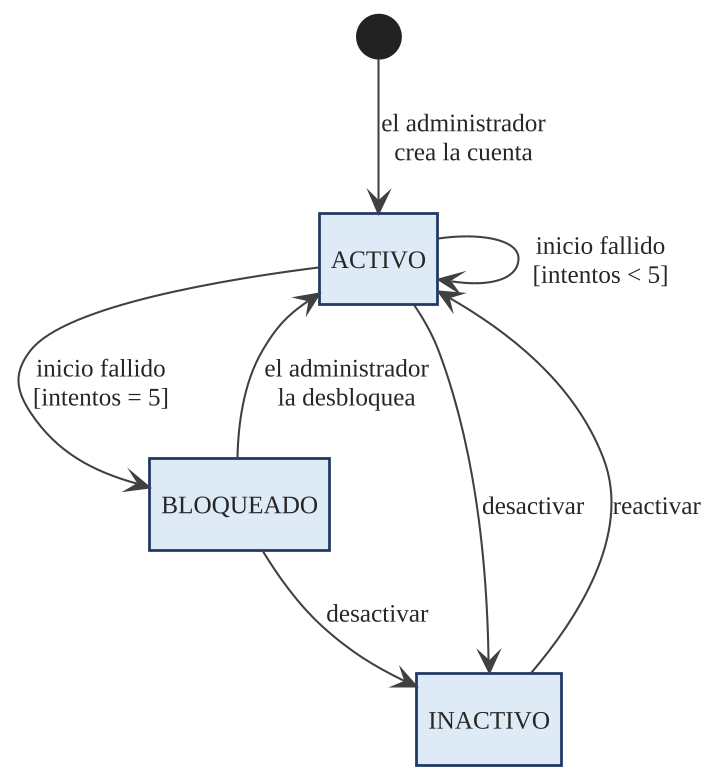 el administrador
crea la cuenta
ACTIVO
inicio fallido
[intentos < 5]
inicio fallido
[intentos = 5]
el administrador
la desbloquea
BLOQUEADO
desactivar
reactivar
desactivar
INACTIVO